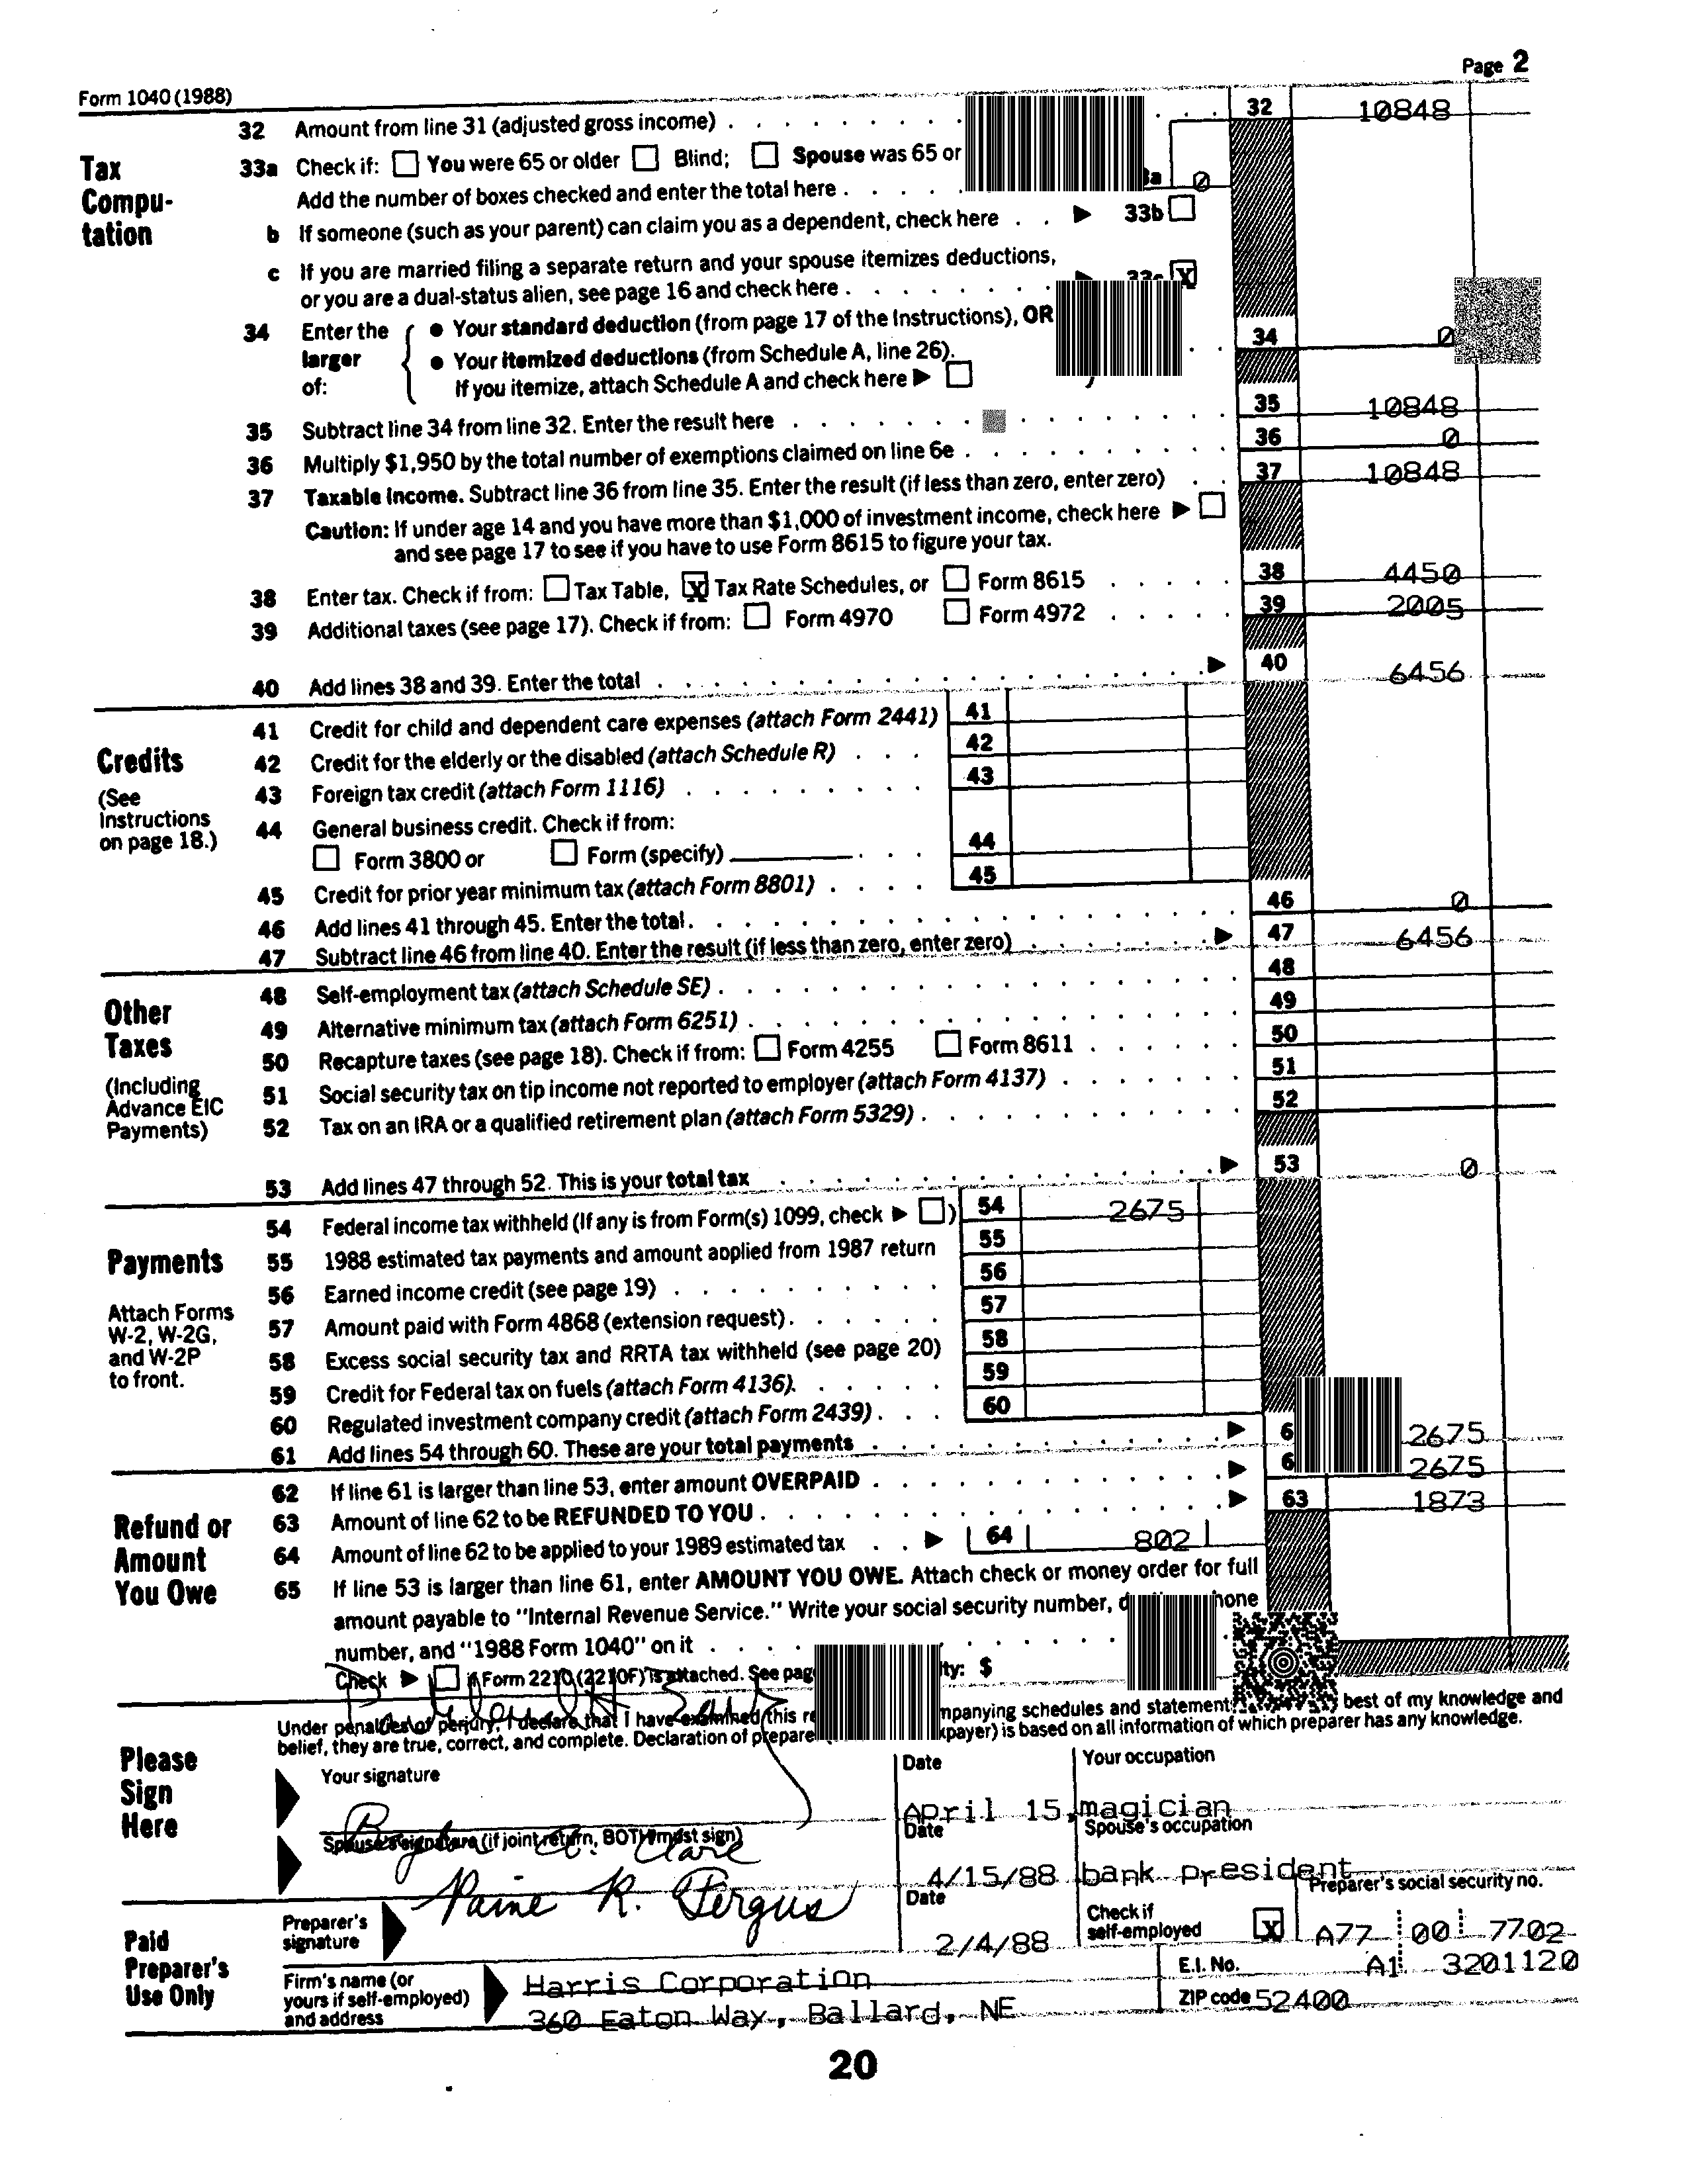 Form 1040 (1988)
Page 2
Tax Compu- tation
32 Amount from line 31 (adjusted gross income) 32 10848
33a Check if: You were 65 or older Blind; Spouse was 65 or
Add the number of boxes checked and enter the total here 0
b If someone (such as your parent) can claim you as a dependent, check here 33b
c If you are married filing a separate return and your spouse itemizes deductions,
or you are a dual-status alien, see page 16 and check here 33c X
34 Enter the larger of:
• Your standard deduction (from page 17 of the Instructions), OR
• Your itemized deductions (from Schedule A, line 26). 34 0
If you itemize, attach Schedule A and check here
35 Subtract line 34 from line 32. Enter the result here 35 10848
36 Multiply $1,950 by the total number of exemptions claimed on line 6e 36 0
37 Taxable income. Subtract line 36 from line 35. Enter the result (if less than zero, enter zero) 37 10848
Caution: If under age 14 and you have more than $1,000 of investment income, check here
and see page 17 to see if you have to use Form 8615 to figure your tax.
38 Enter tax. Check if from: Tax Table, X Tax Rate Schedules, or Form 8615 38 4450
39 Additional taxes (see page 17). Check if from: Form 4970 Form 4972 39 2005
40 Add lines 38 and 39. Enter the total 40 6456
Credits
(See Instructions on page 18.)
41 Credit for child and dependent care expenses (attach Form 2441) 41
42 Credit for the elderly or the disabled (attach Schedule R) 42
43 Foreign tax credit (attach Form 1116) 43
44 General business credit. Check if from:
Form 3800 or Form (specify) 44
45 Credit for prior year minimum tax (attach Form 8801) 45
46 Add lines 41 through 45. Enter the total. 46 0
47 Subtract line 46 from line 40. Enter the result (if less than zero, enter zero) 47 6456
Other Taxes
(Including Advance EIC Payments)
48 Self-employment tax (attach Schedule SE) 48
49 Alternative minimum tax (attach Form 6251) 49
50 Recapture taxes (see page 18). Check if from: Form 4255 Form 8611 50
51 Social security tax on tip income not reported to employer (attach Form 4137) 51
52 Tax on an IRA or a qualified retirement plan (attach Form 5329) 52
53 Add lines 47 through 52. This is your total tax 53 0
Payments
Attach Forms W-2, W-2G, and W-2P to front.
54 Federal income tax withheld (If any is from Form(s) 1099, check ) 54 2675
55 1988 estimated tax payments and amount applied from 1987 return 55
56 Earned income credit (see page 19) 56
57 Amount paid with Form 4868 (extension request). 57
58 Excess social security tax and RRTA tax withheld (see page 20) 58
59 Credit for Federal tax on fuels (attach Form 4136). 59
60 Regulated investment company credit (attach Form 2439) 60
61 Add lines 54 through 60. These are your total payments 6 2675
Refund or Amount You Owe
62 If line 61 is larger than line 53, enter amount OVERPAID 6 2675
63 Amount of line 62 to be REFUNDED TO YOU 63 1873
64 Amount of line 62 to be applied to your 1989 estimated tax 64 802
65 If line 53 is larger than line 61, enter AMOUNT YOU OWE. Attach check or money order for full
amount payable to "Internal Revenue Service." Write your social security number, d hone
number, and "1988 Form 1040" on it
Check if Form 2210 (2210F) is attached. See pag lty: $
Please Sign Here
Under penalties of perjury, I declare that I have examined this re mpanying schedules and statement best of my knowledge and
belief, they are true, correct, and complete. Declaration of prepare xpayer) is based on all information of which preparer has any knowledge.
Your signature
Date
April 15,
Your occupation
magician
Spouse's signature (if joint return, BOTH must sign)
Date
4/15/88
Spouse's occupation
bank president
Paid Preparer's Use Only
Preparer's signature
Paine R. Fergus
Date
2/4/88
Check if self-employed X
Preparer's social security no.
A77 00 7702
Firm's name (or yours if self-employed) and address
Harris Corporation
360 Eaton Way, Ballard, NE
E.I. No. A1 3201120
ZIP code 52400
20